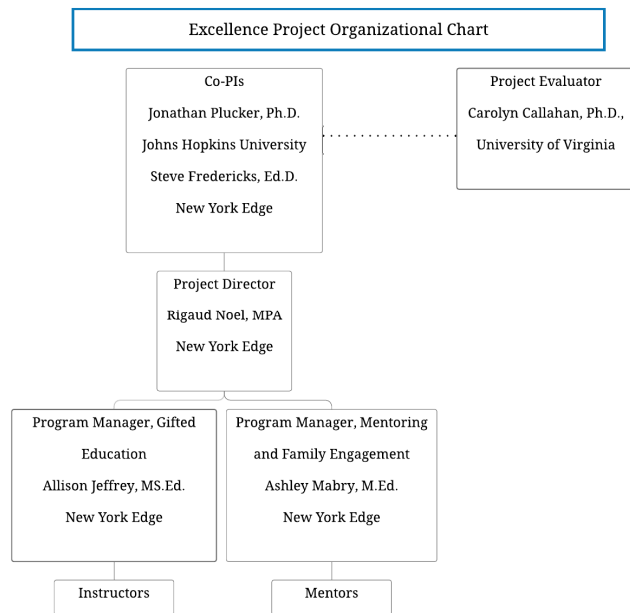 Excellence Project Organizational Chart
Co-PIs
Jonathan Plucker, Ph.D.
Johns Hopkins University
Steve Fredericks, Ed.D.
New York Edge
Project Evaluator
Carolyn Callahan, Ph.D.,
University of Virginia
Project Director
Rigaud Noel, MPA
New York Edge
Program Manager, Gifted
Education
Allison Jeffrey, MS.Ed.
New York Edge
Program Manager, Mentoring
and Family Engagement
Ashley Mabry, M.Ed.
New York Edge
Instructors
Mentors